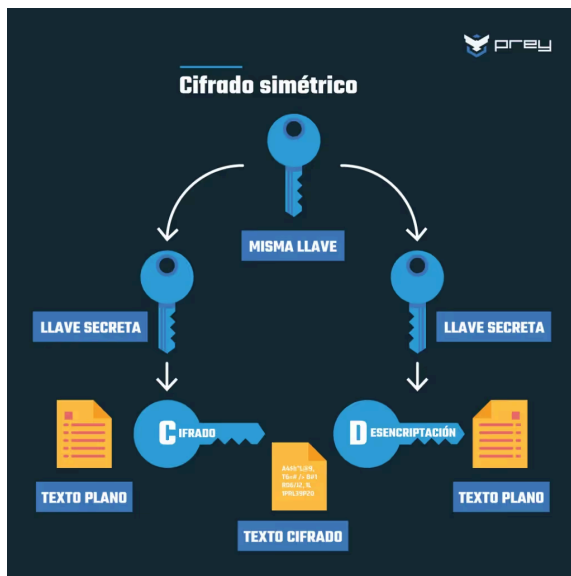 prey
Cifrado simétrico
MISMA LLAVE
LLAVE SECRETA
LLAVE SECRETA
CIFRADO
DESENCRIPTACIÓN
TEXTO PLANO
TEXTO CIFRADO
TEXTO PLANO